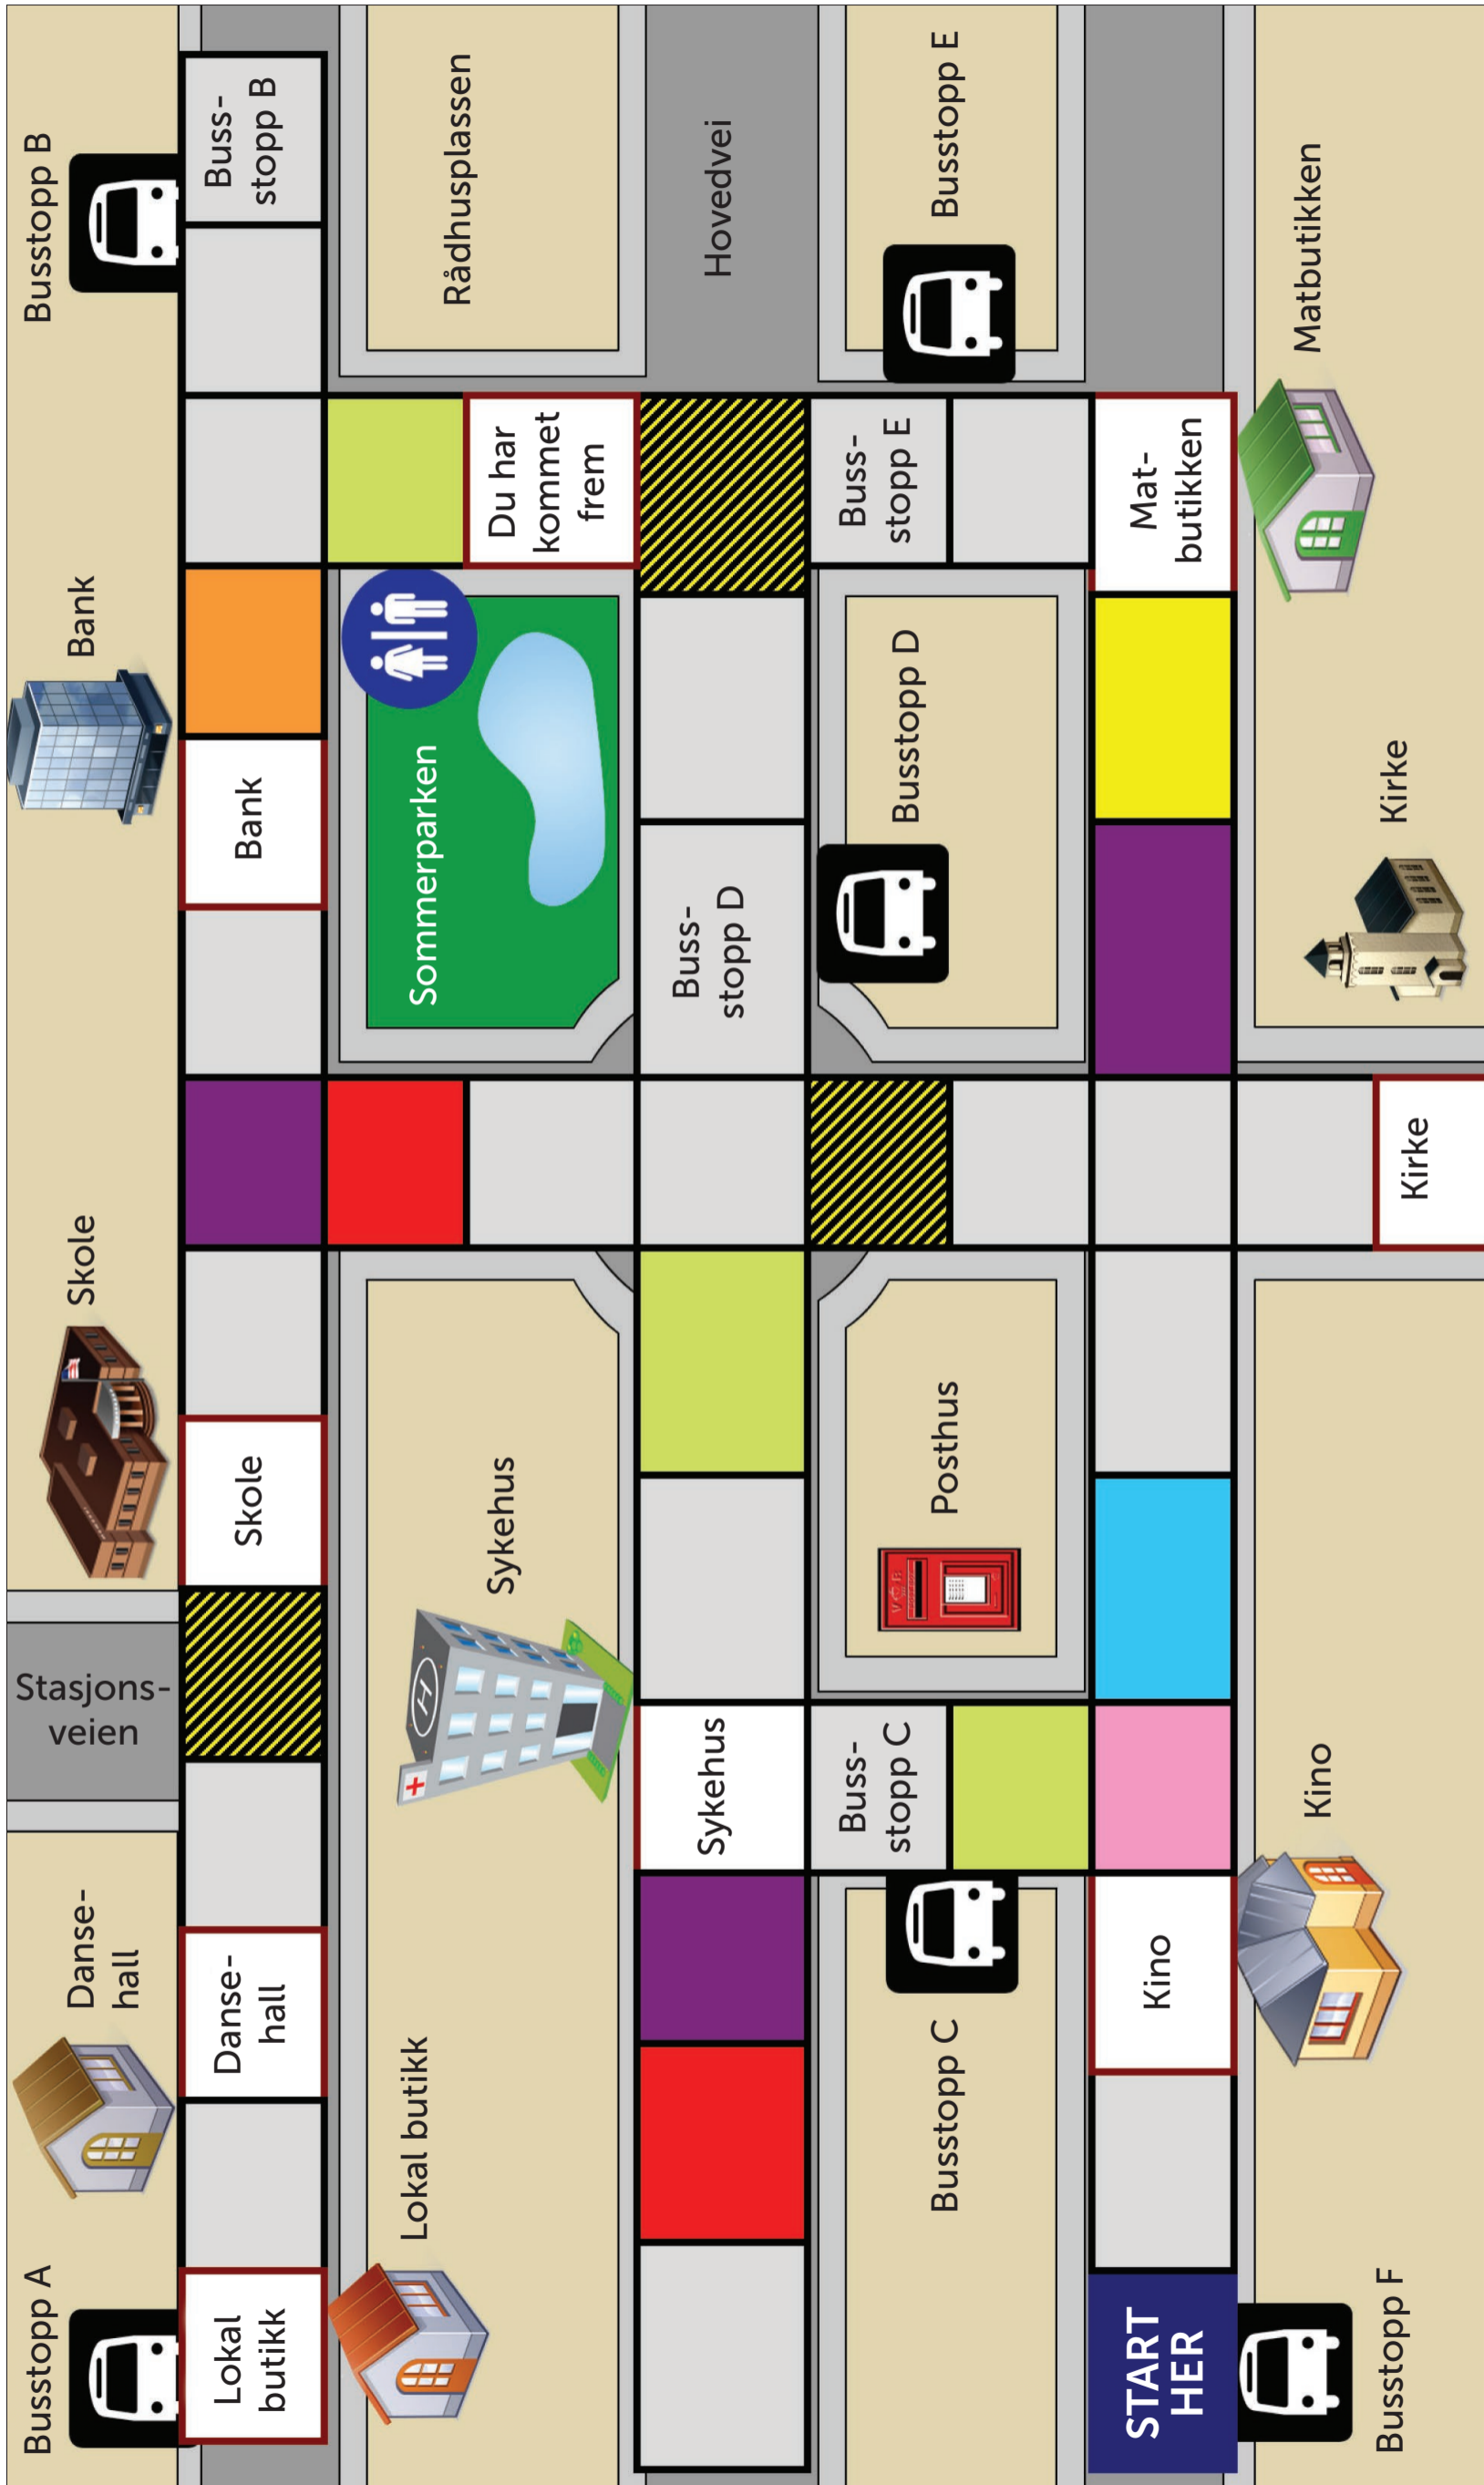 Busstopp A
Danse-
hall
Stasjons-
veien
Skole
Bank
Busstopp B
Lokal
butikk
Danse-
hall
Skole
Bank
Buss-
stopp B
Lokal butikk
H
Sykehus
Sommerparken
Rådhusplassen
Du har
kommet
frem
Sykehus
Buss-
stopp D
Hovedvei
Busstopp C
Buss-
stopp C
Posthus
Busstopp D
Buss-
stopp E
Busstopp E
START
HER
Kino
Mat-
butikken
Busstopp F
Kino
Kirke
Kirke
Matbutikken